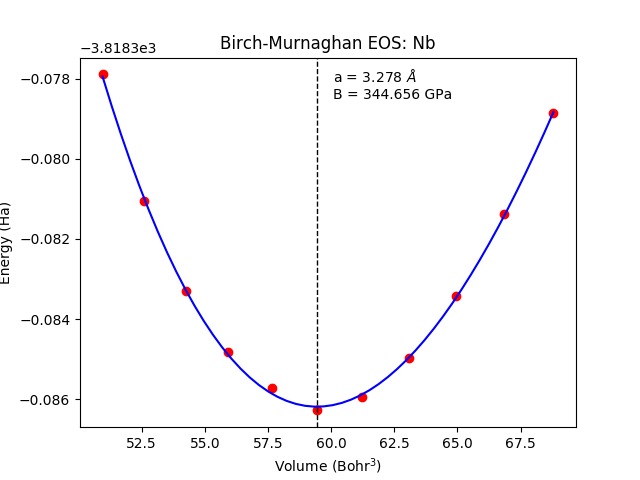 Birch-Murnaghan EOS: Nb
−3.8183e3
a = 3.278 Å
B = 344.656 GPa
−0.078
−0.080
−0.082
−0.084
−0.086
Energy (Ha)
52.5 55.0 57.5 60.0 62.5 65.0 67.5
Volume (Bohr³)